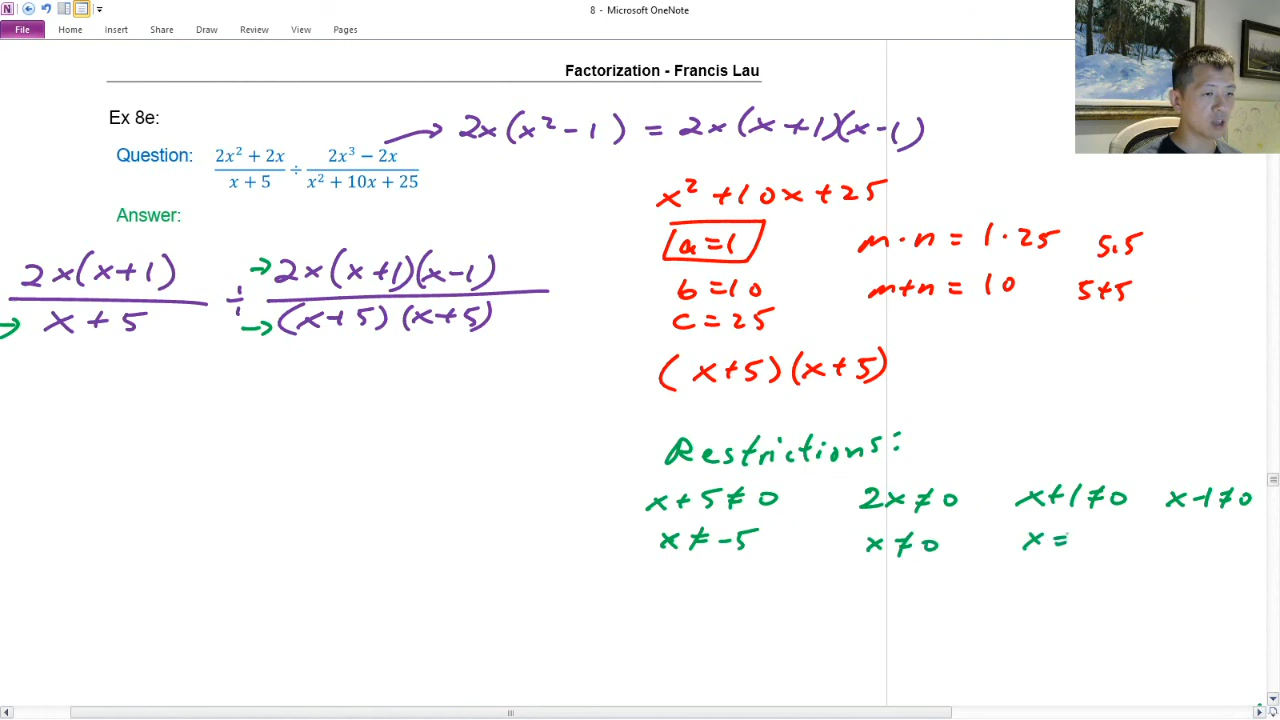 8 - Microsoft OneNote
File Home Insert Share Draw Review View Pages
Factorization - Francis Lau
Ex 8e:
→ 2x(x² - 1) = 2x(x+1)(x-1)
Question: (2x² + 2x)/(x + 5) ÷ (2x³ − 2x)/(x² + 10x + 25)
Answer:
x² + 10x + 25
a = 1 m·n = 1·25 5,5
b = 10 m+n = 10 5+5
c = 25
(x+5)(x+5)
2x(x+1)/(x+5) ÷ → 2x(x+1)(x-1)/→ (x+5)(x+5)
Restrictions:
x+5≠0 2x≠0 x+1≠0 x-1≠0
x≠-5 x≠0 x=